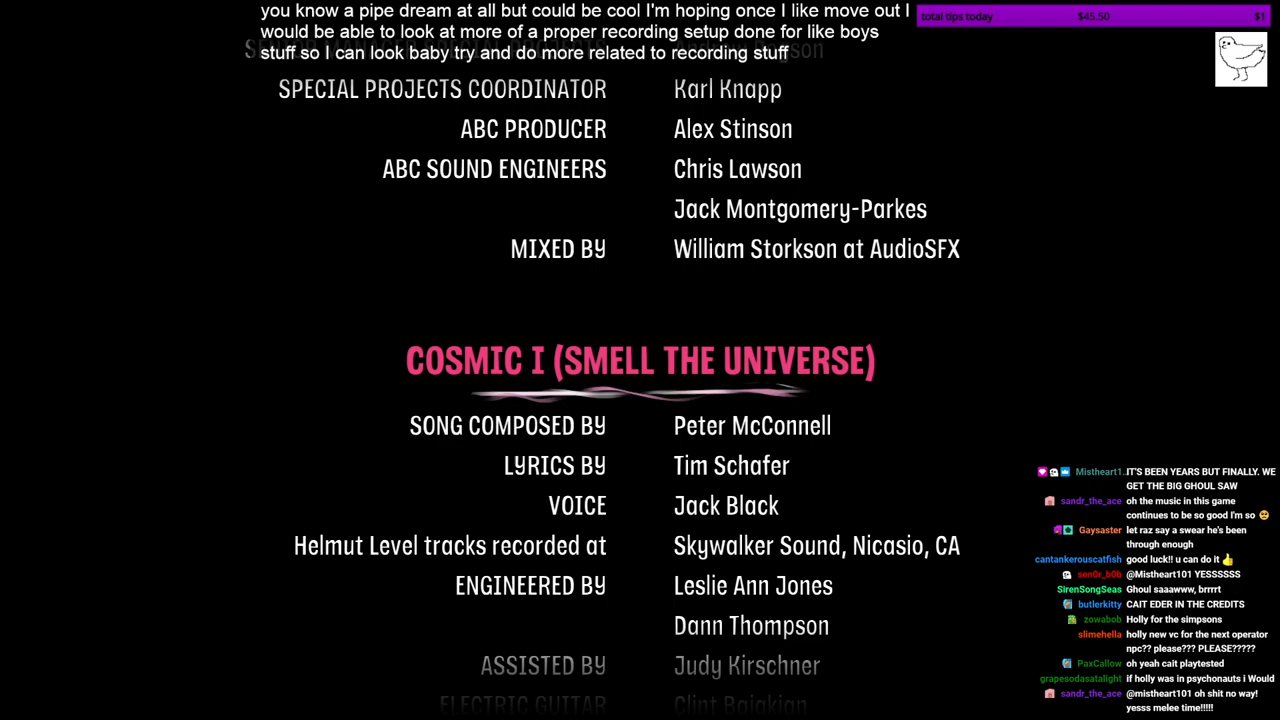 you know a pipe dream at all but could be cool I'm hoping once I like move out I
would be able to look at more of a proper recording setup done for like boys
stuff so I can look baby try and do more related to recording stuff
total tips today $45.50 $1
SPECIAL PROJECTS COORDINATOR Karl Knapp
ABC PRODUCER Alex Stinson
ABC SOUND ENGINEERS Chris Lawson
Jack Montgomery-Parkes
MIXED BY William Storkson at AudioSFX
COSMIC I (SMELL THE UNIVERSE)
SONG COMPOSED BY Peter McConnell
LYRICS BY Tim Schafer
VOICE Jack Black
Helmut Level tracks recorded at Skywalker Sound, Nicasio, CA
ENGINEERED BY Leslie Ann Jones
Dann Thompson
ASSISTED BY Judy Kirschner
ELECTRIC GUITAR Clint Bajakian
Mistheart1.. IT'S BEEN YEARS BUT FINALLY. WE
GET THE BIG GHOUL SAW
sandr_the_ace oh the music in this game
continues to be so good I'm so 🥺
Gaysaster let raz say a swear he's been
through enough
cantankerouscatfish good luck!! u can do it 👍
sen0r_b0b @Mistheart101 YESSSSSS
SirenSongSeas Ghoul saaawww, brrrrt
butlerkitty CAIT EDER IN THE CREDITS
zowabob Holly for the simpsons
slimehella holly new vc for the next operator
npc?? please??? PLEASE?????
PaxCallow oh yeah cait playtested
grapesodasatalight if holly was in psychonauts i Would
sandr_the_ace @mistheart101 oh shit no way!
yesss melee time!!!!!